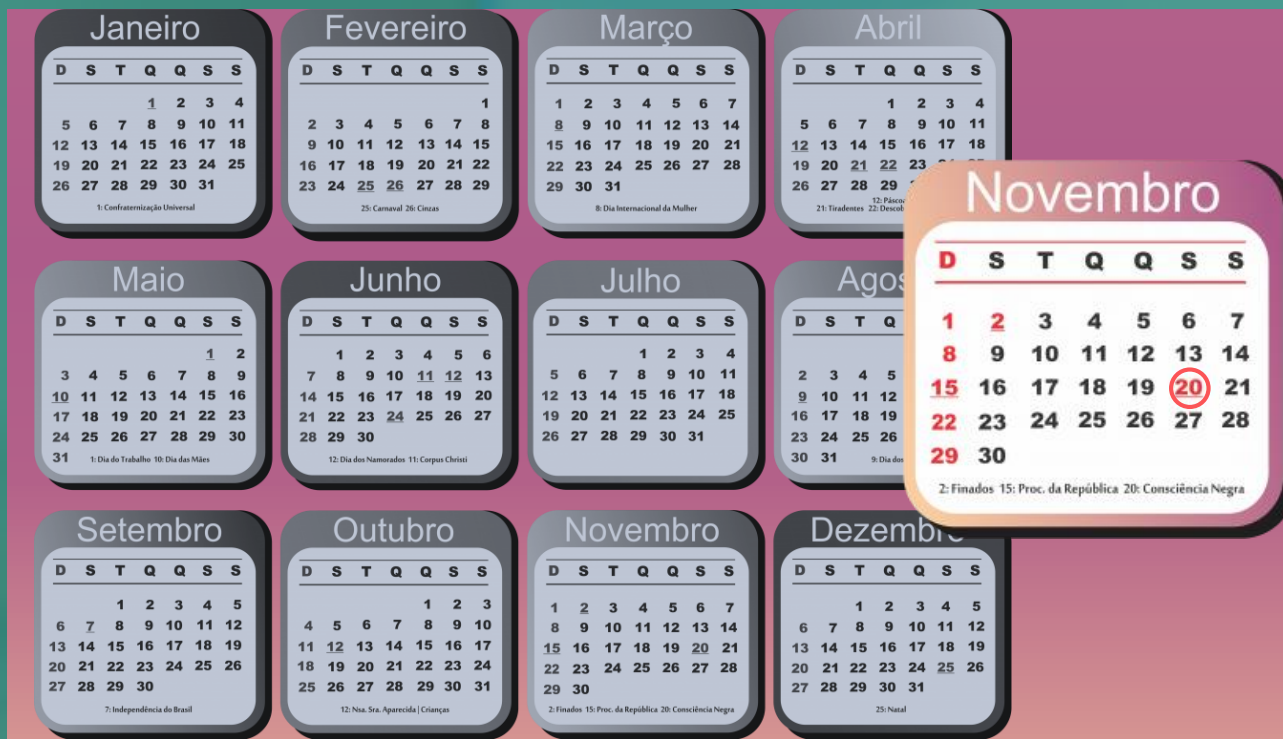 Janeiro
D S T Q Q S S
1 2 3 4
5 6 7 8 9 10 11
12 13 14 15 16 17 18
19 20 21 22 23 24 25
26 27 28 29 30 31
1: Confraternização Universal
Fevereiro
D S T Q Q S S
1
2 3 4 5 6 7 8
9 10 11 12 13 14 15
16 17 18 19 20 21 22
23 24 25 26 27 28 29
25: Carnaval 26: Cinzas
Março
D S T Q Q S S
1 2 3 4 5 6 7
8 9 10 11 12 13 14
15 16 17 18 19 20 21
22 23 24 25 26 27 28
29 30 31
8: Dia Internacional da Mulher
Abril
D S T Q Q S S
1 2 3 4
5 6 7 8 9 10 11
12 13 14 15 16 17 18
19 20 21 22 23
26 27 28 29
12: Páscoa
21: Tiradentes 22:
Novembro
D S T Q Q S S
1 2 3 4 5 6 7
8 9 10 11 12 13 14
15 16 17 18 19 20 21
22 23 24 25 26 27 28
29 30
2: Finados 15: Proc. da República 20: Consciência Negra
Maio
D S T Q Q S S
1 2
3 4 5 6 7 8 9
10 11 12 13 14 15 16
17 18 19 20 21 22 23
24 25 26 27 28 29 30
31 1: Dia do Trabalho 10: Dia das Mães
Junho
D S T Q Q S S
1 2 3 4 5 6
7 8 9 10 11 12 13
14 15 16 17 18 19 20
21 22 23 24 25 26 27
28 29 30
12: Dia dos Namorados 11: Corpus Christi
Julho
D S T Q Q S S
1 2 3 4
5 6 7 8 9 10 11
12 13 14 15 16 17 18
19 20 21 22 23 24 25
26 27 28 29 30 31
Agos
D S T Q
2 3 4 5
9 10 11 12
16 17 18 19
23 24 25 26
30 31 9: Dia dos
Setembro
D S T Q Q S S
1 2 3 4 5
6 7 8 9 10 11 12
13 14 15 16 17 18 19
20 21 22 23 24 25 26
27 28 29 30
7: Independência do Brasil
Outubro
D S T Q Q S S
1 2 3
4 5 6 7 8 9 10
11 12 13 14 15 16 17
18 19 20 21 22 23 24
25 26 27 28 29 30 31
12: Nsa. Sra. Aparecida | Crianças
Novembro
D S T Q Q S S
1 2 3 4 5 6 7
8 9 10 11 12 13 14
15 16 17 18 19 20 21
22 23 24 25 26 27 28
29 30
2: Finados 15: Proc. da República 20: Consciência Negra
Dezembro
D S T Q Q S S
1 2 3 4 5
6 7 8 9 10 11 12
13 14 15 16 17 18 19
20 21 22 23 24 25 26
27 28 29 30 31
25: Natal